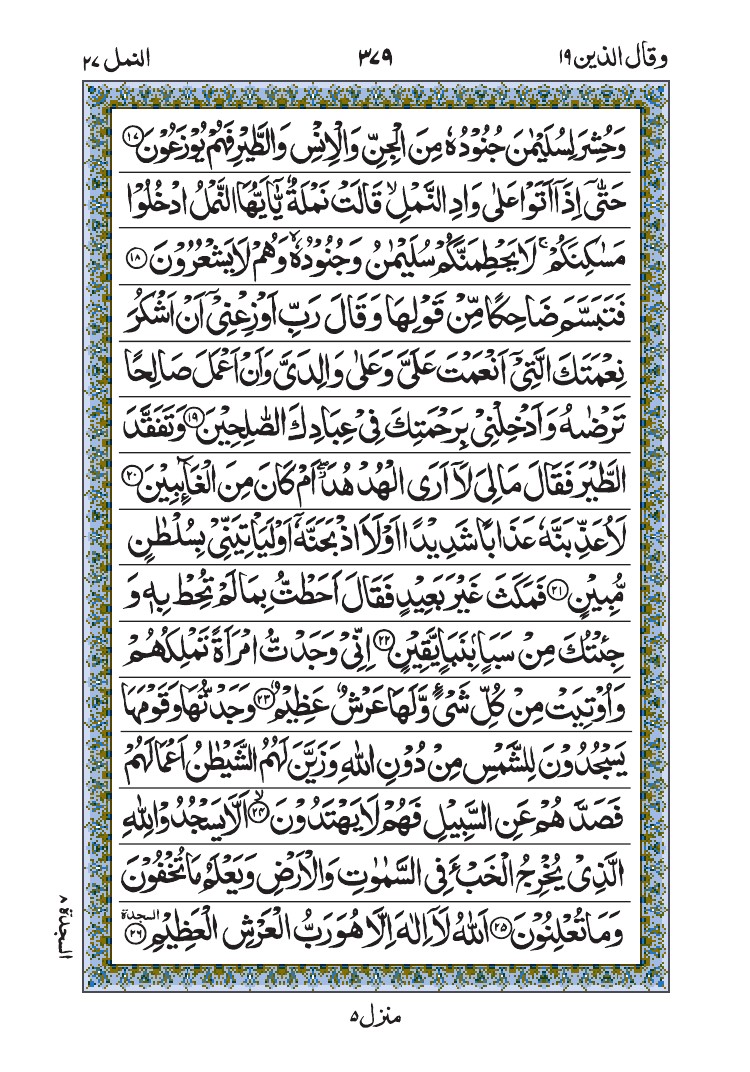 وقال الذين ١٩ ٣٧٩ النمل ٢٧
وَحُشِرَ لِسُلَيْمٰنَ جُنُوْدُهٗ مِنَ الْجِنِّ وَالْاِنْسِ وَالطَّيْرِ فَهُمْ يُوْزَعُوْنَ ۝١٧
حَتّٰىٓ اِذَآ اَتَوْا عَلٰى وَادِ النَّمْلِۙ قَالَتْ نَمْلَةٌ يّٰۤاَيُّهَا النَّمْلُ ادْخُلُوْا
مَسٰكِنَكُمْۚ لَا يَحْطِمَنَّكُمْ سُلَيْمٰنُ وَجُنُوْدُهٗۙ وَهُمْ لَا يَشْعُرُوْنَ ۝١٨
فَتَبَسَّمَ ضَاحِكًا مِّنْ قَوْلِهَا وَقَالَ رَبِّ اَوْزِعْنِيْٓ اَنْ اَشْكُرَ
نِعْمَتَكَ الَّتِيْٓ اَنْعَمْتَ عَلَيَّ وَعَلٰى وَالِدَيَّ وَاَنْ اَعْمَلَ صَالِحًا
تَرْضٰىهُ وَاَدْخِلْنِيْ بِرَحْمَتِكَ فِيْ عِبَادِكَ الصّٰلِحِيْنَ ۝١٩ وَتَفَقَّدَ
الطَّيْرَ فَقَالَ مَا لِيَ لَآ اَرَى الْهُدْهُدَ ۖ اَمْ كَانَ مِنَ الْغَآئِبِيْنَ ۝٢٠
لَاُعَذِّبَنَّهٗ عَذَابًا شَدِيْدًا اَوْ لَاۡاَذْبَحَنَّهٗٓ اَوْ لَيَاْتِيَنِّيْ بِسُلْطٰنٍ
مُّبِيْنٍ ۝٢١ فَمَكَثَ غَيْرَ بَعِيْدٍ فَقَالَ اَحَطْتُّ بِمَا لَمْ تُحِطْ بِهٖ وَ
جِئْتُكَ مِنْ سَبَاٍۭ بِنَبَاٍ يَّقِيْنٍ ۝٢٢ اِنِّيْ وَجَدْتُّ امْرَاَةً تَمْلِكُهُمْ
وَاُوْتِيَتْ مِنْ كُلِّ شَيْءٍ وَّلَهَا عَرْشٌ عَظِيْمٌ ۝٢٣ وَجَدْتُّهَا وَقَوْمَهَا
يَسْجُدُوْنَ لِلشَّمْسِ مِنْ دُوْنِ اللّٰهِ وَزَيَّنَ لَهُمُ الشَّيْطٰنُ اَعْمَالَهُمْ
فَصَدَّهُمْ عَنِ السَّبِيْلِ فَهُمْ لَا يَهْتَدُوْنَ ۝٢٤ۙ اَلَّا يَسْجُدُوْا لِلّٰهِ
الَّذِيْ يُخْرِجُ الْخَبْءَ فِي السَّمٰوٰتِ وَالْاَرْضِ وَيَعْلَمُ مَا تُخْفُوْنَ
وَمَا تُعْلِنُوْنَ ۝٢٥ اَللّٰهُ لَآ اِلٰهَ اِلَّا هُوَ رَبُّ الْعَرْشِ الْعَظِيْمِ ۝٢٦ السجدة
السجدة ٨
منزل ٥